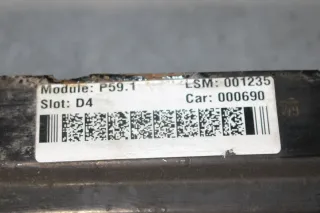 Module: P59.1 LSM: 001235
Slot: D4 Car: 000690